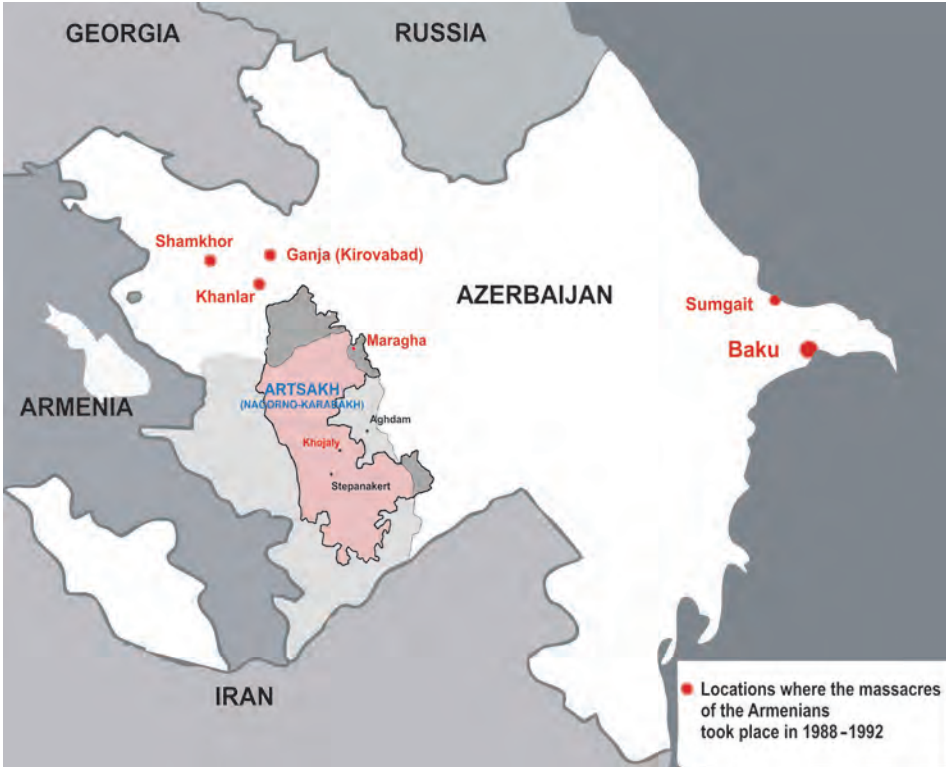 GEORGIA
RUSSIA
Shamkhor
Ganja (Kirovabad)
Khanlar
AZERBAIJAN
Sumgait
Maragha
Baku
ARTSAKH
(NAGORNO-KARABAKH)
ARMENIA
Aghdam
Khojaly
Stepanakert
IRAN
Locations where the massacres
of the Armenians
took place in 1988-1992